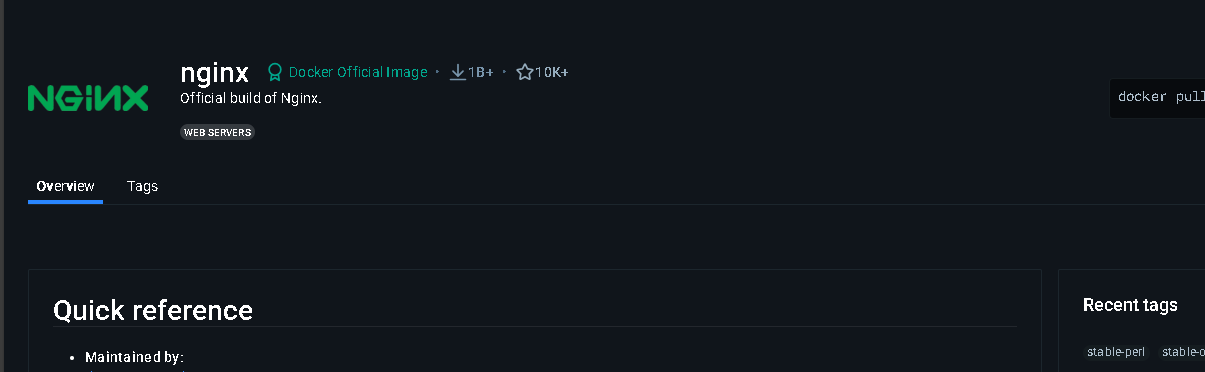 NGINX
nginx Docker Official Image • 1B+ • 10K+
Official build of Nginx.
WEB SERVERS
docker pull
Overview Tags
Quick reference
Recent tags
Maintained by:
stable-perl stable-o